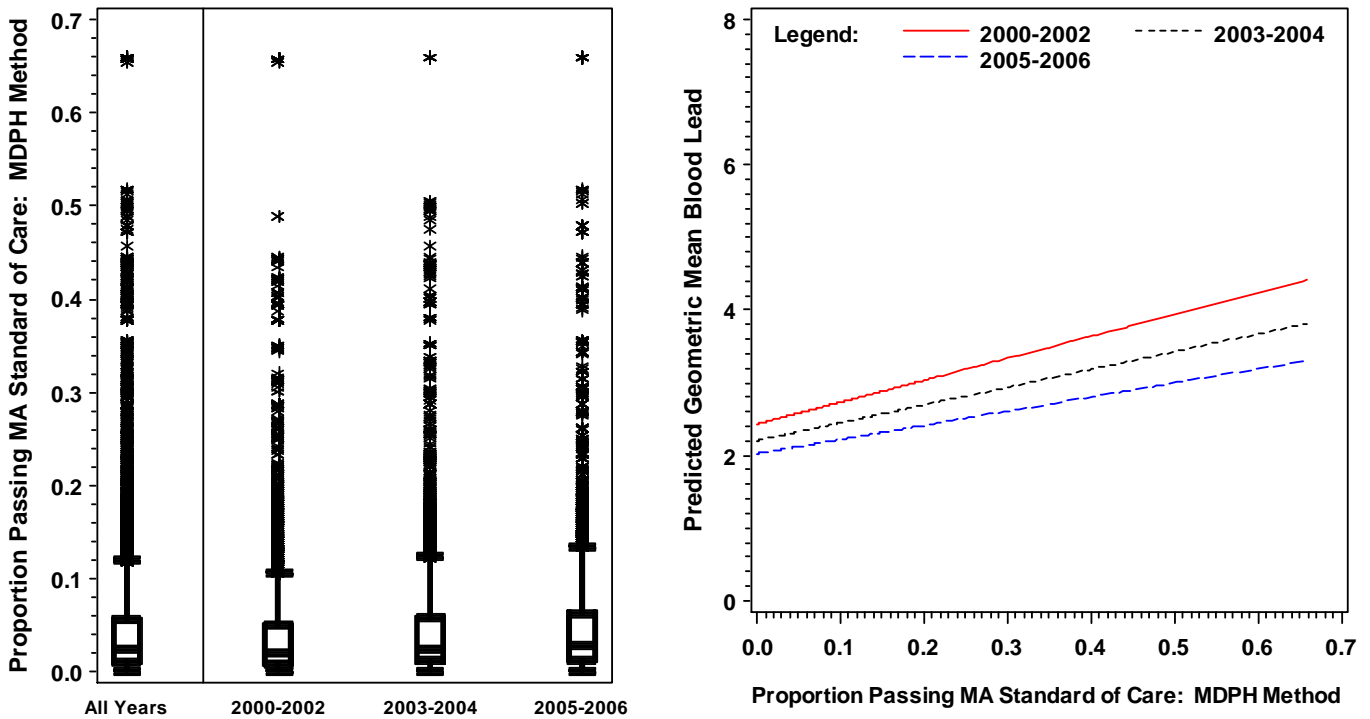 Proportion Passing MA Standard of Care: MDPH Method
0.7
0.6
0.5
0.4
0.3
0.2
0.1
0.0
All Years 2000-2002 2003-2004 2005-2006
Predicted Geometric Mean Blood Lead
8
6
4
2
0
Legend: 2000-2002 2003-2004
2005-2006
0.0 0.1 0.2 0.3 0.4 0.5 0.6 0.7
Proportion Passing MA Standard of Care: MDPH Method